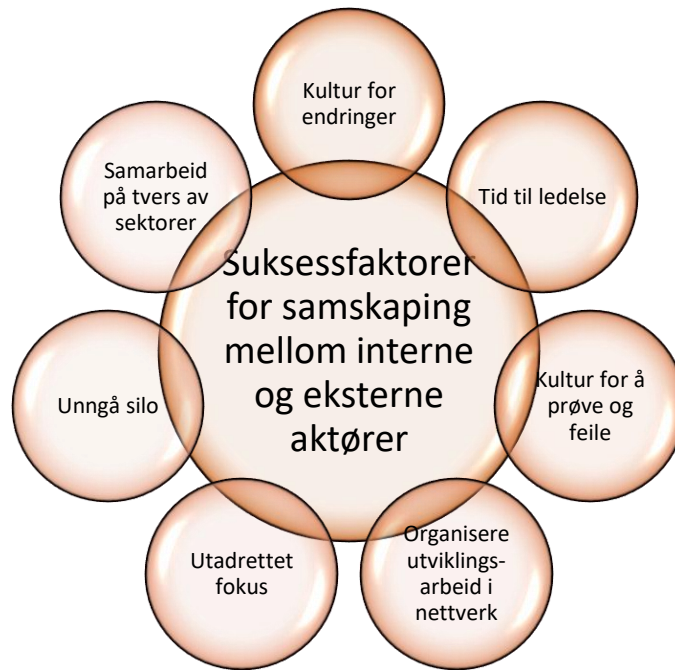 Kultur for
endringer
Tid til ledelse
Kultur for å
prøve og
feile
Organisere
utviklings-
arbeid i
nettverk
Utadrettet
fokus
Unngå silo
Samarbeid
på tvers av
sektorer
Suksessfaktorer
for samskaping
mellom interne
og eksterne
aktører